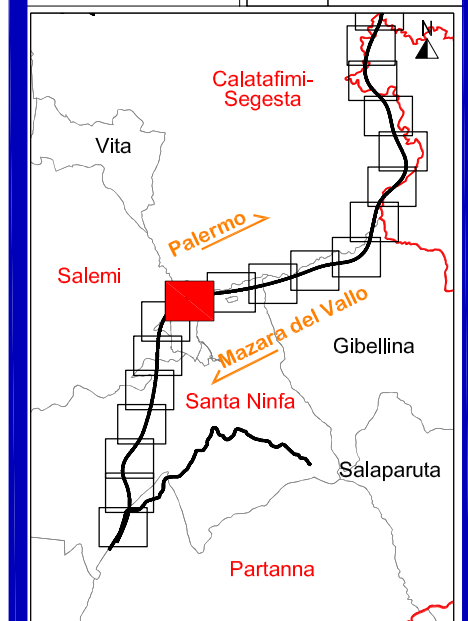 N
Calatafimi-
Segesta
Vita
Palermo
Salemi
Mazara del Vallo
Gibellina
Santa Ninfa
Salaparuta
Partanna